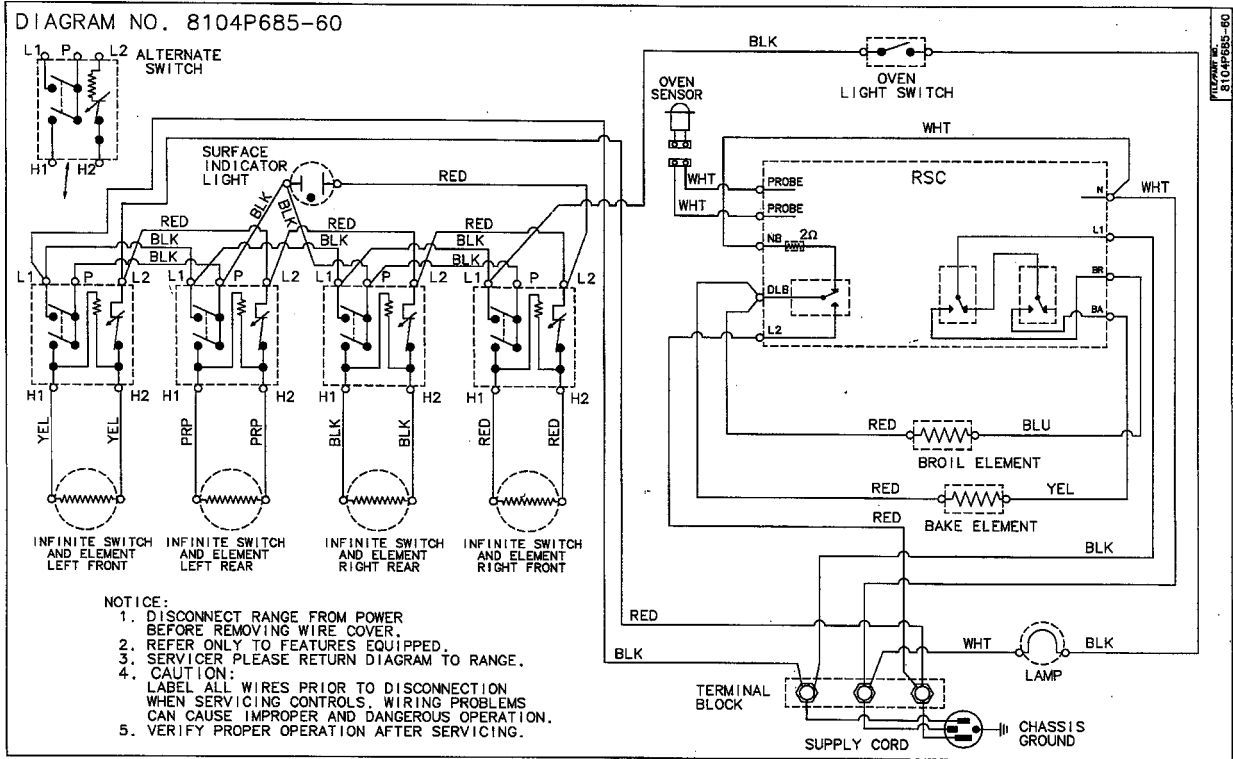 DIAGRAM NO. 8104P685-60
8104P685-60
L1 P L2 ALTERNATE
SWITCH
H1 H2
SURFACE
INDICATOR
LIGHT
RED
BLK
BLK
BLK
OVEN
LIGHT SWITCH
OVEN
SENSOR
WHT
RSC
WHT
WHT
WHT
PROBE
PROBE
NB 2Ω
DLB
L2
N
L1
BR
BA
RED
BLK
BLK
RED
BLK
RED
BLK
BLK
L1 P L2
L1 P L2
L1 P L2
L1 P L2
H1 H2
H1 H2
H1 H2
H1 H2
YEL YEL
PRP PRP
BLK BLK
RED RED
INFINITE SWITCH
AND ELEMENT
LEFT FRONT
INFINITE SWITCH
AND ELEMENT
LEFT REAR
INFINITE SWITCH
AND ELEMENT
RIGHT REAR
INFINITE SWITCH
AND ELEMENT
RIGHT FRONT
RED BLU
BROIL ELEMENT
RED YEL
BAKE ELEMENT
RED
BLK
NOTICE:
1. DISCONNECT RANGE FROM POWER
BEFORE REMOVING WIRE COVER.
2. REFER ONLY TO FEATURES EQUIPPED.
3. SERVICER PLEASE RETURN DIAGRAM TO RANGE.
4. CAUTION:
LABEL ALL WIRES PRIOR TO DISCONNECTION
WHEN SERVICING CONTROLS. WIRING PROBLEMS
CAN CAUSE IMPROPER AND DANGEROUS OPERATION.
5. VERIFY PROPER OPERATION AFTER SERVICING.
RED
BLK
WHT
BLK
LAMP
TERMINAL
BLOCK
SUPPLY CORD
CHASSIS
GROUND